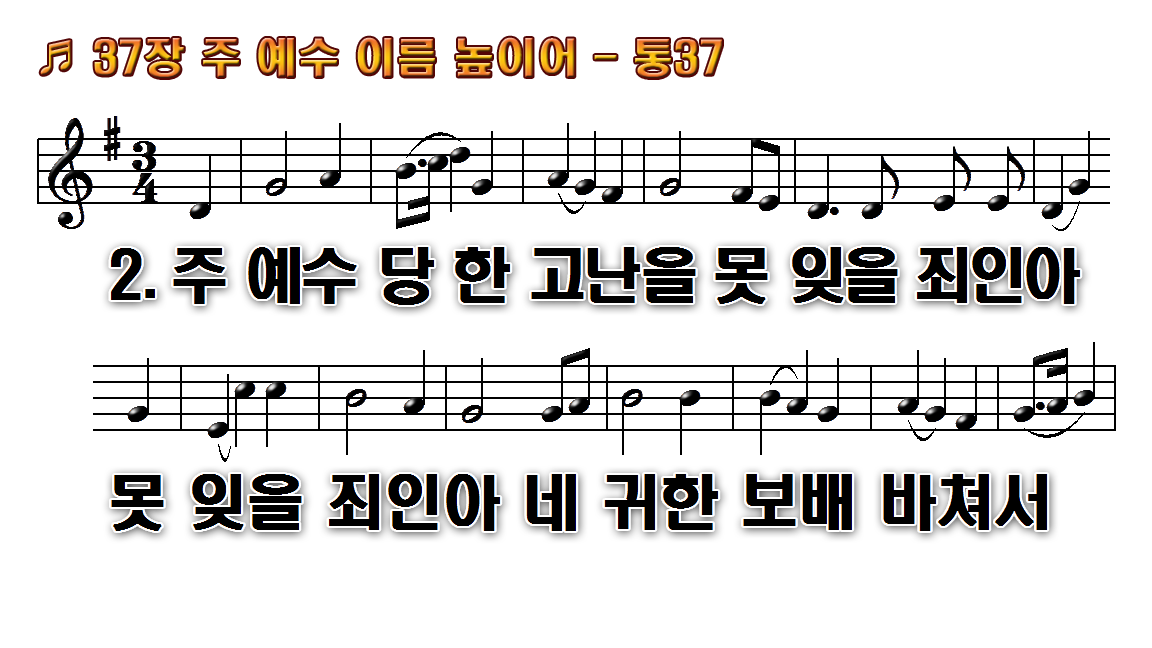 ♬ 37장 주 예수 이름 높이어 - 통37
3
4
2. 주 예수 당 한 고난을 못 잊을 죄인아
못 잊을 죄인아 네 귀한 보배 바쳐서